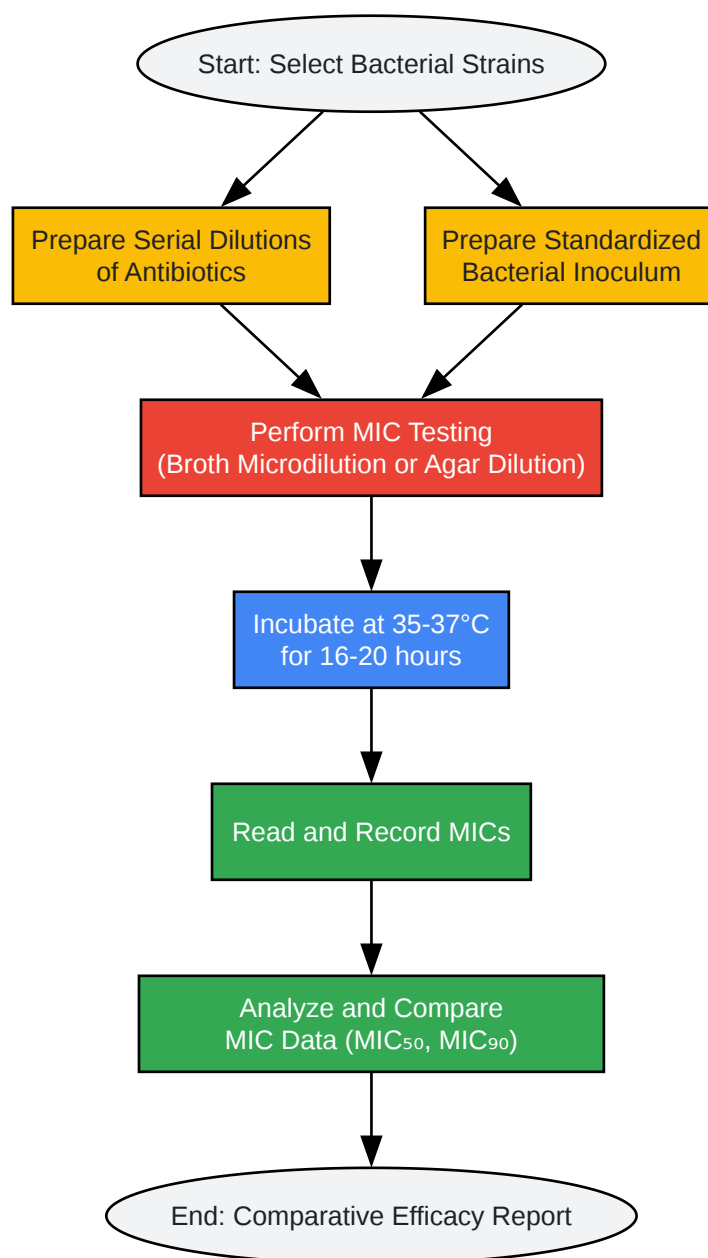 Start: Select Bacterial Strains
Prepare Serial Dilutions
of Antibiotics
Prepare Standardized
Bacterial Inoculum
Perform MIC Testing
(Broth Microdilution or Agar Dilution)
Incubate at 35-37°C
for 16-20 hours
Read and Record MICs
Analyze and Compare
MIC Data (MIC₅₀, MIC₉₀)
End: Comparative Efficacy Report